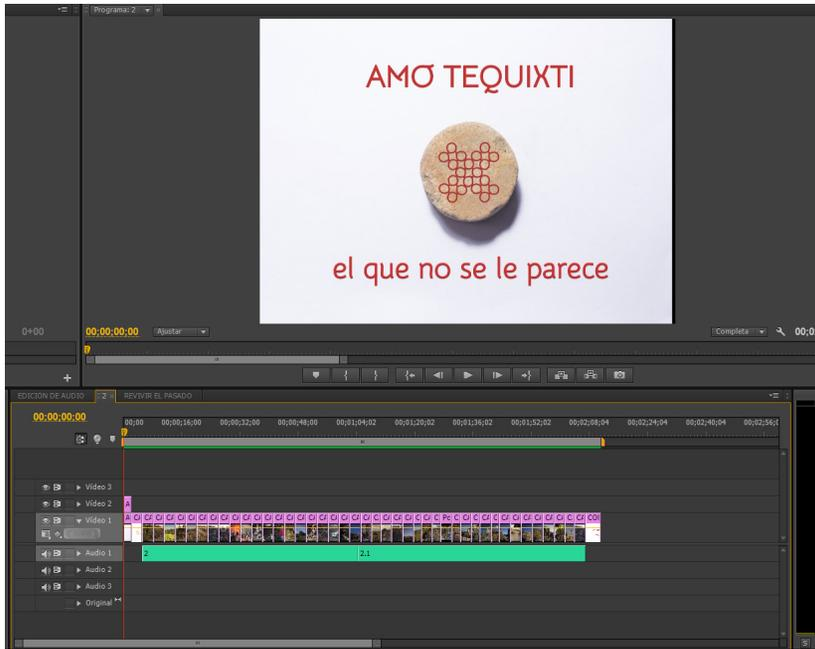 Programa: 2
AMO TEQUIXTI
el que no se le parece
0+00
00;00;00;00
Ajustar
Completa
EDICIÓN DE AUDIO
2
REVIVIR EL PASADO
00;00;00;00
00;00 00;00;16;00 00;00;32;00 00;00;48;00 00;01;04;02 00;01;20;02 00;01;36;02 00;01;52;02 00;02;08;04 00;02;24;04 00;02;40;04
Vídeo 3
Vídeo 2
Vídeo 1
Audio 1
2
2.1
Audio 2
Audio 3
Original
S